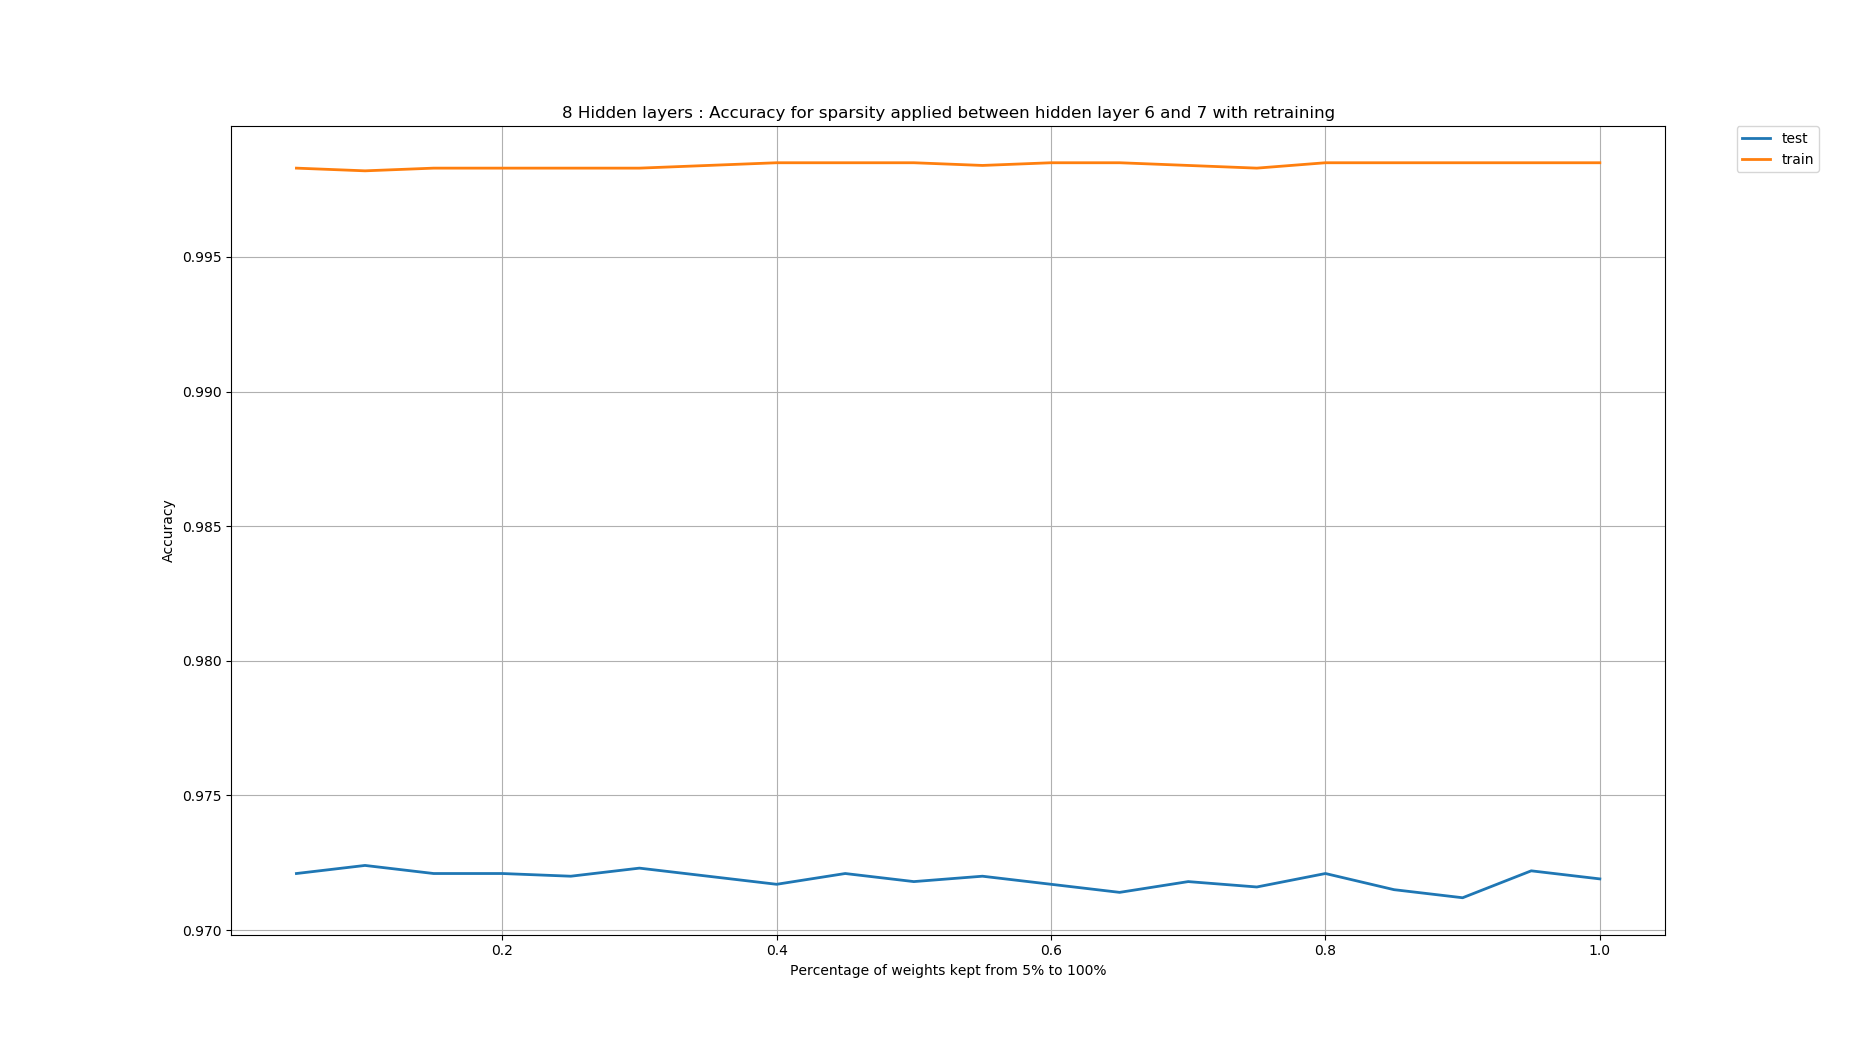 8 Hidden layers : Accuracy for sparsity applied between hidden layer 6 and 7 with retraining
test
train
0.995
0.990
0.985
0.980
0.975
0.970
Accuracy
0.2
0.4
0.6
0.8
1.0
Percentage of weights kept from 5% to 100%